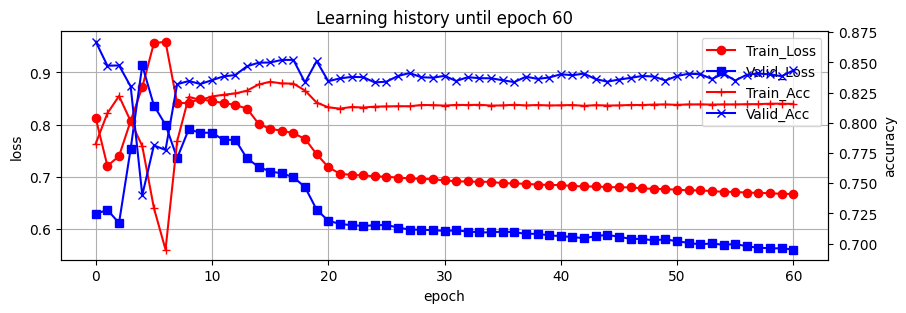 Learning history until epoch 60
Train_Loss
Valid_Loss
Train_Acc
Valid_Acc
loss
0.9
0.8
0.7
0.6
accuracy
0.875
0.850
0.825
0.800
0.775
0.750
0.725
0.700
0
10
20
30
40
50
60
epoch